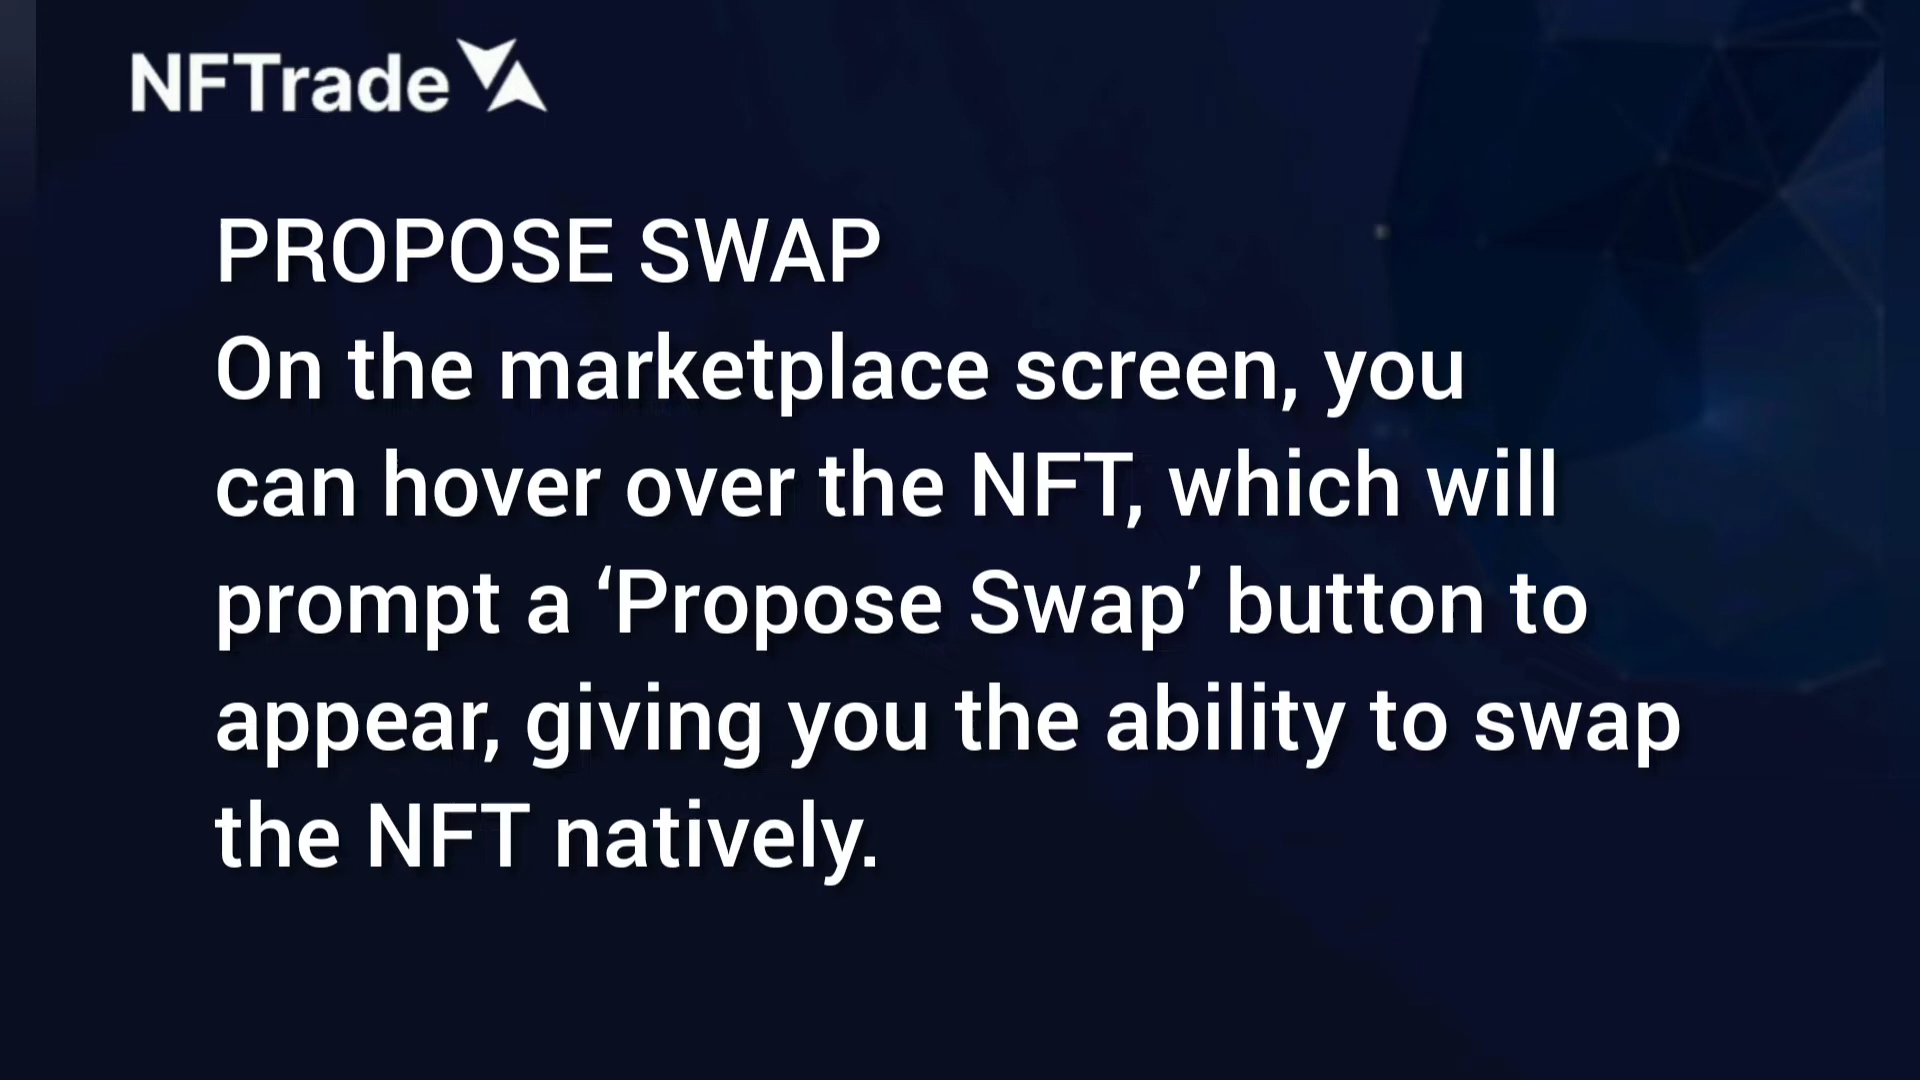 NFTrade
PROPOSE SWAP
On the marketplace screen, you
can hover over the NFT, which will
prompt a ‘Propose Swap’ button to
appear, giving you the ability to swap
the NFT natively.